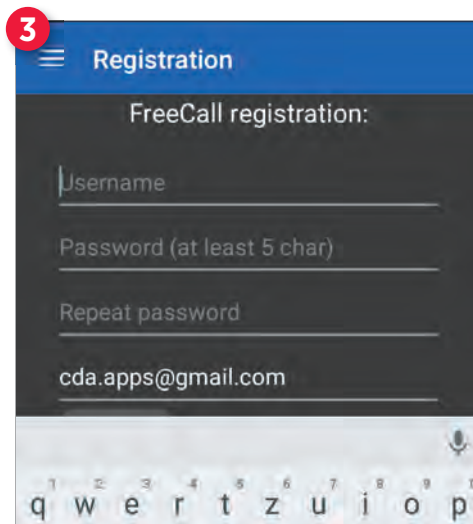 3
Registration
FreeCall registration:
Username
Password (at least 5 char)
Repeat password
cda.apps@gmail.com
1 2 3 4 5 6 7 8 9 1
q w e r t z u i o p